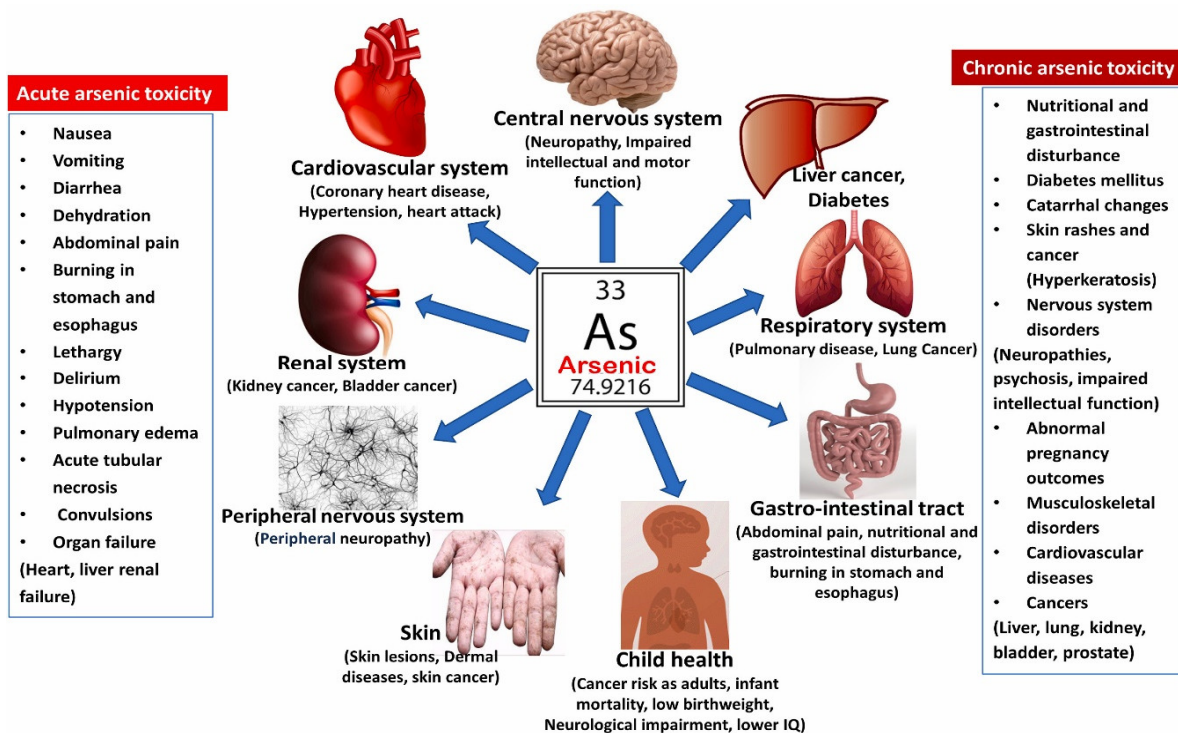 Acute arsenic toxicity
• Nausea
• Vomiting
• Diarrhea
• Dehydration
• Abdominal pain
• Burning in
stomach and
esophagus
• Lethargy
• Delirium
• Hypotension
• Pulmonary edema
• Acute tubular
necrosis
• Convulsions
• Organ failure
(Heart, liver renal
failure)
Cardiovascular system
(Coronary heart disease,
Hypertension, heart attack)
Central nervous system
(Neuropathy, Impaired
intellectual and motor
function)
Liver cancer,
Diabetes
Renal system
(Kidney cancer, Bladder cancer)
33
As
Arsenic
74.9216
Respiratory system
(Pulmonary disease, Lung Cancer)
Peripheral nervous system
(Peripheral neuropathy)
Skin
(Skin lesions, Dermal
diseases, skin cancer)
Child health
(Cancer risk as adults, infant
mortality, low birthweight,
Neurological impairment, lower IQ)
Gastro-intestinal tract
(Abdominal pain, nutritional and
gastrointestinal disturbance,
burning in stomach and
esophagus)
Chronic arsenic toxicity
• Nutritional and
gastrointestinal
disturbance
• Diabetes mellitus
• Catarrhal changes
• Skin rashes and
cancer
(Hyperkeratosis)
• Nervous system
disorders
(Neuropathies,
psychosis, impaired
intellectual function)
• Abnormal
pregnancy
outcomes
• Musculoskeletal
disorders
• Cardiovascular
diseases
• Cancers
(Liver, lung, kidney,
bladder, prostate)